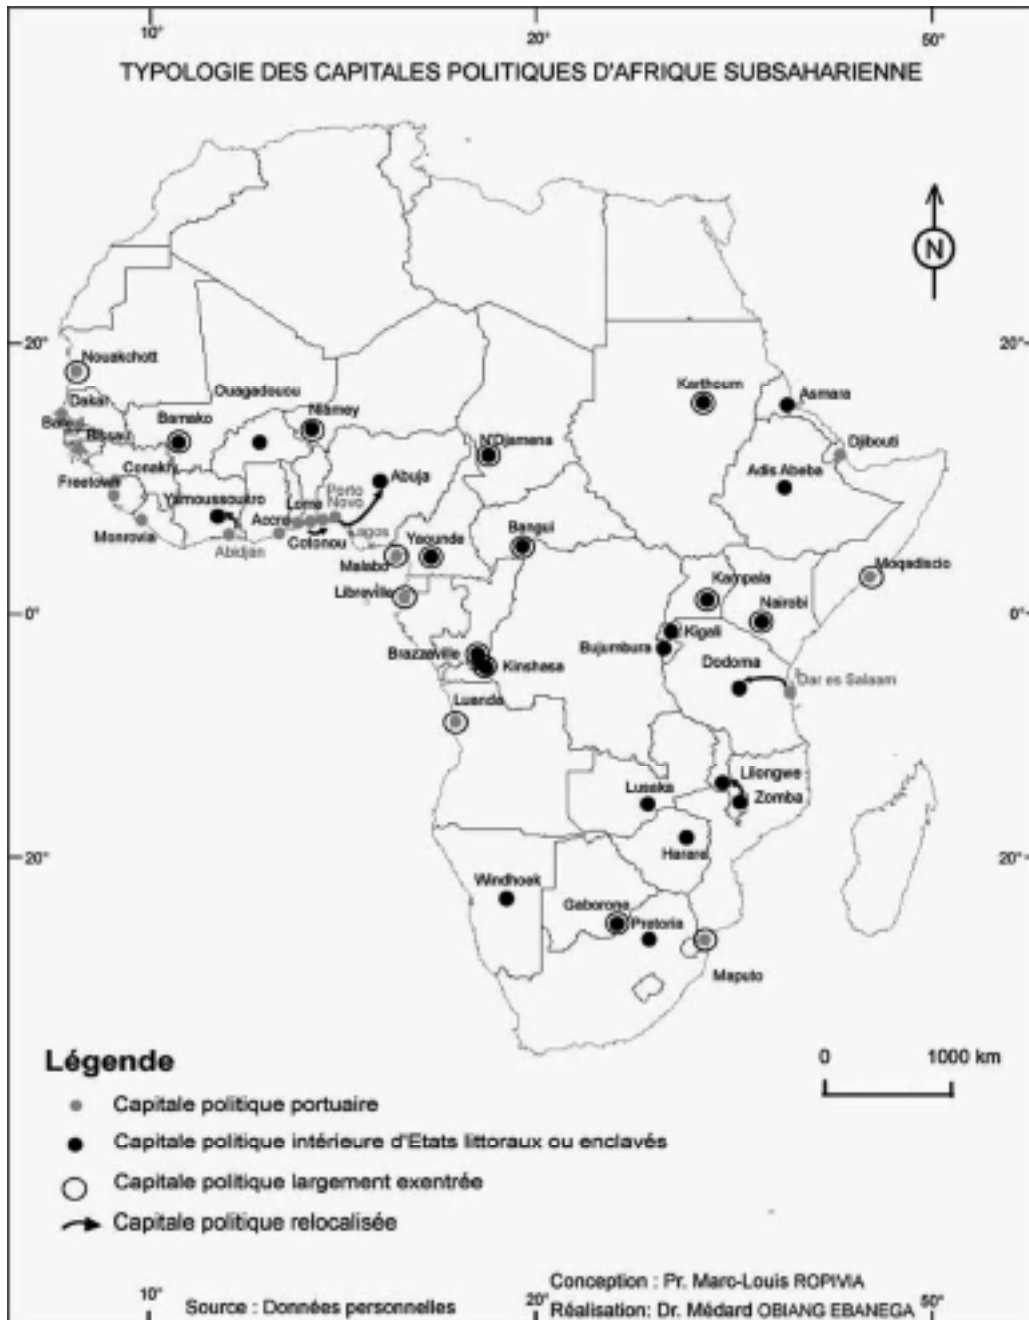 10° 20° 50°
TYPOLOGIE DES CAPITALES POLITIQUES D'AFRIQUE SUBSAHARIENNE
N
20° 20°
Nouakchott
Ouagadouou
Karthoum
Asmara
Dakar
Bamako
Niamey
Bissau
N'Djamena
Djibouti
Conakry
Adis Abeba
Freetown
Abuja
Yamoussoukro
Lome
Porto
Novo
Accra
Lagos
Monrovia
Cotonou
Yaounde
Bangui
Abidjan
Malabo
Moqadiscio
Kampala
Libreville
Nairobi
0° 0°
Kigali
Brazzaville
Bujumbura
Kinshasa
Dodoma
Dar es Salaam
Luanda
Lilongwe
Lusaka
Zomba
Harare
20° 20°
Windhoek
Gaborone
Pretoria
Maputo
Légende
0 1000 km
Capitale politique portuaire
Capitale politique intérieure d'Etats littoraux ou enclavés
Capitale politique largement exentrée
Capitale politique relocalisée
10° 20° 50°
Source : Données personnelles
Conception : Pr. Marc-Louis ROPIVIA
Réalisation: Dr. Médard OBIANG EBANEGA